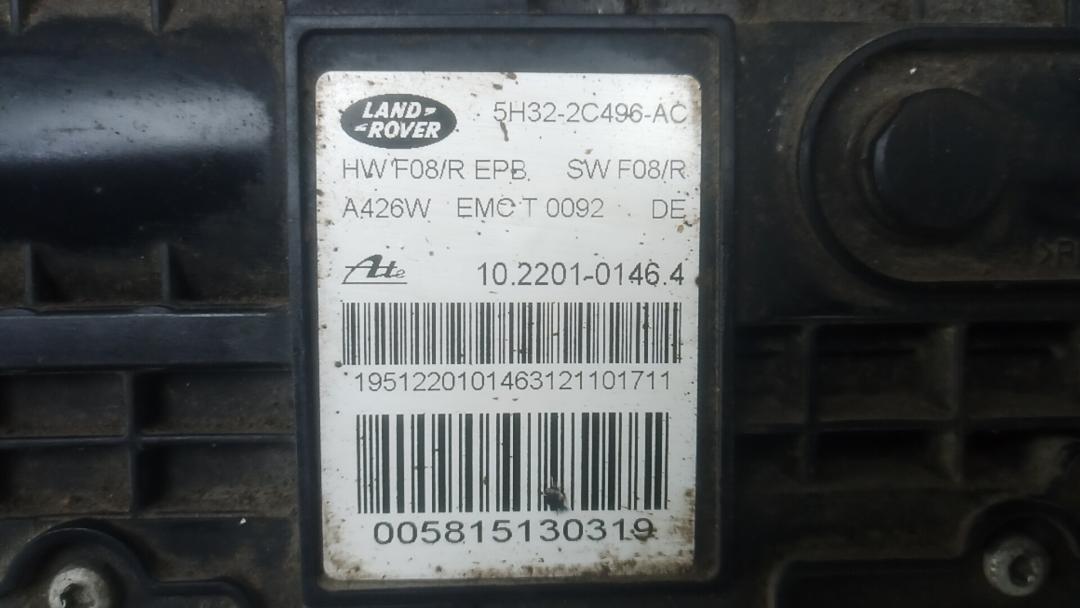 LAND-
-ROVER
5H32-2C496-AC
HW F08/R EPB SW F08/R
A426W EMC T 0092 DE
Ate 10.2201-0146.4
1951220101463121101711
005815130319